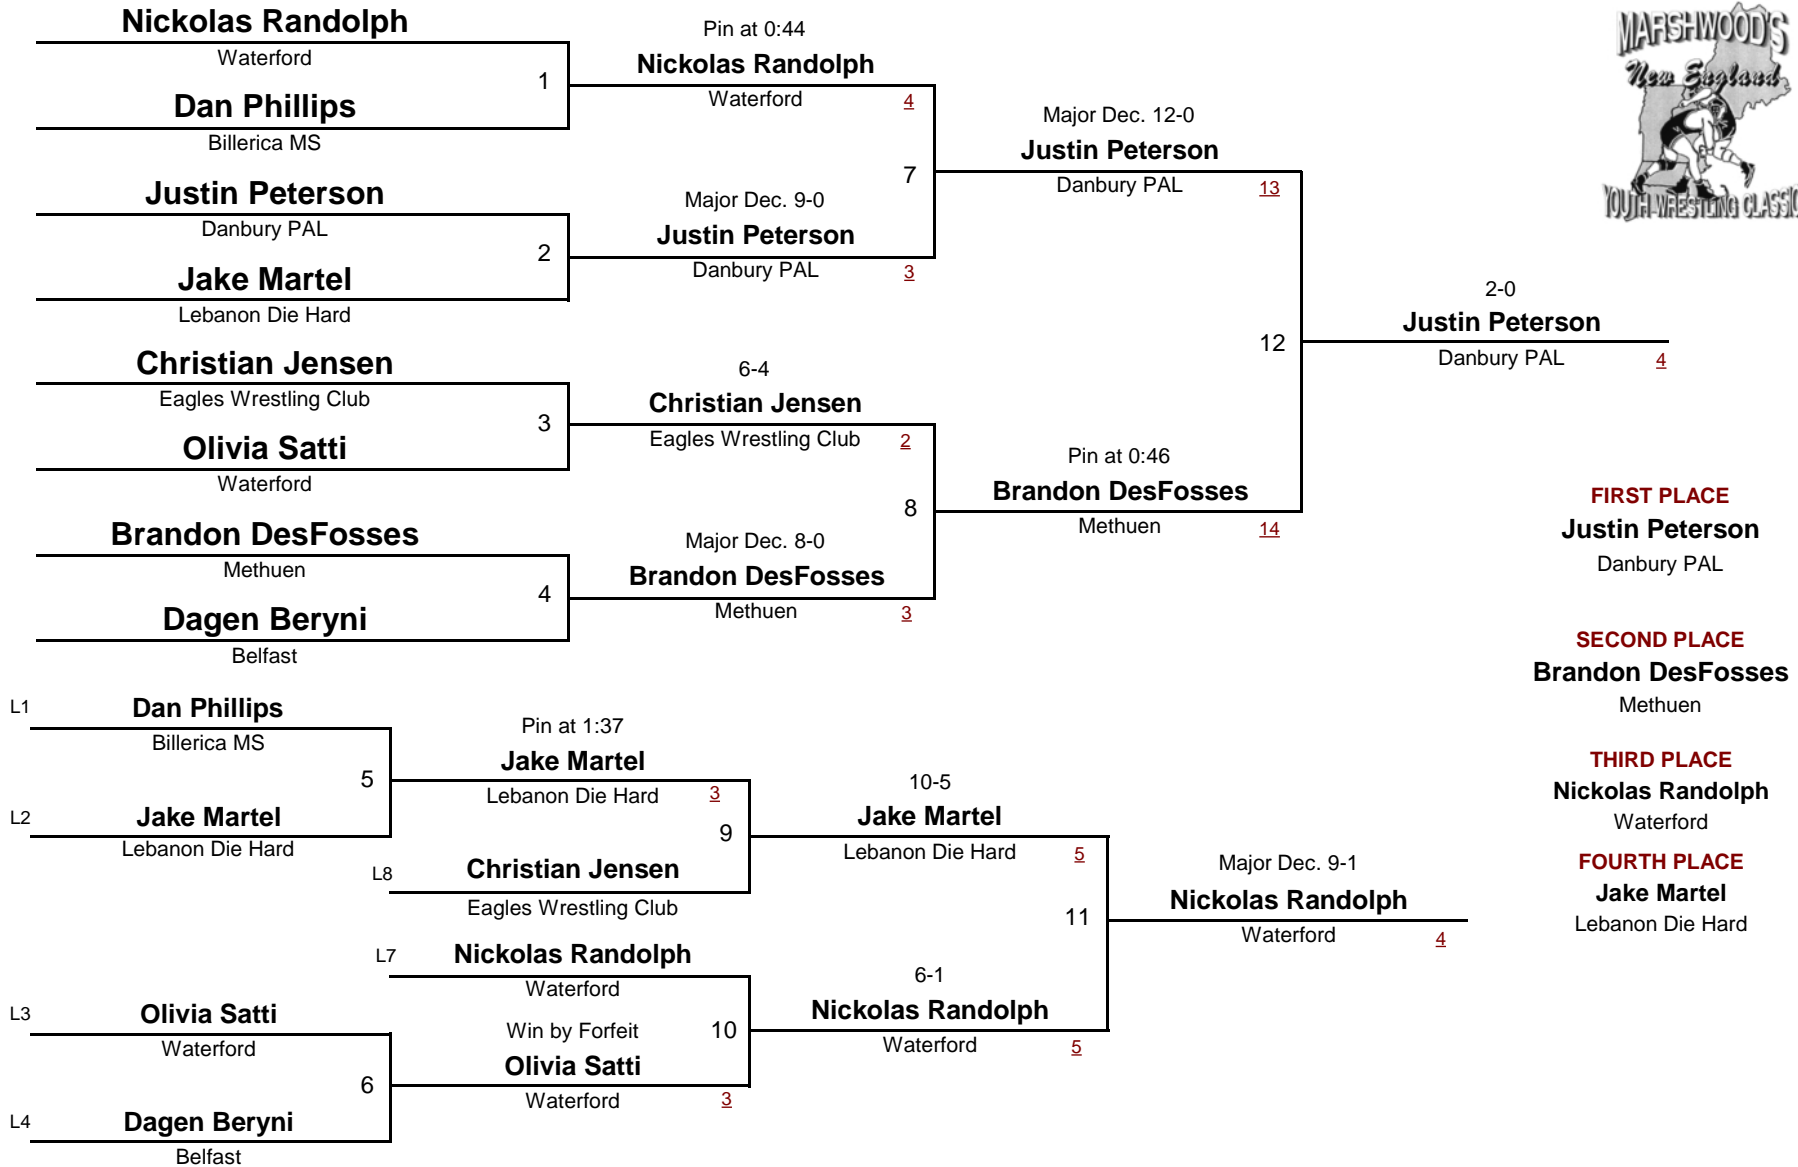 Nickolas Randolph
Waterford
1
Dan Phillips
Billerica MS
Justin Peterson
Danbury PAL
2
Jake Martel
Lebanon Die Hard
Christian Jensen
Eagles Wrestling Club
3
Olivia Satti
Waterford
Brandon DesFosses
Methuen
4
Dagen Beryni
Belfast
Pin at 0:44
Nickolas Randolph
Waterford 4
7
Major Dec. 9-0
Justin Peterson
Danbury PAL 3
6-4
Christian Jensen
Eagles Wrestling Club 2
8
Major Dec. 8-0
Brandon DesFosses
Methuen 3
Major Dec. 12-0
Justin Peterson
Danbury PAL 13
12
Pin at 0:46
Brandon DesFosses
Methuen 14
2-0
Justin Peterson
Danbury PAL 4
MARSHWOOD'S
New England
YOUTH WRESTLING CLASSIC
FIRST PLACE
Justin Peterson
Danbury PAL
SECOND PLACE
Brandon DesFosses
Methuen
THIRD PLACE
Nickolas Randolph
Waterford
FOURTH PLACE
Jake Martel
Lebanon Die Hard
L1 Dan Phillips
Billerica MS
5
L2 Jake Martel
Lebanon Die Hard
Pin at 1:37
Jake Martel
Lebanon Die Hard 3
9
L8 Christian Jensen
Eagles Wrestling Club
L7 Nickolas Randolph
Waterford
10
L3 Olivia Satti
Waterford
6
L4 Dagen Beryni
Belfast
Win by Forfeit
Olivia Satti
Waterford 3
10-5
Jake Martel
Lebanon Die Hard 5
11
6-1
Nickolas Randolph
Waterford 5
Major Dec. 9-1
Nickolas Randolph
Waterford 4